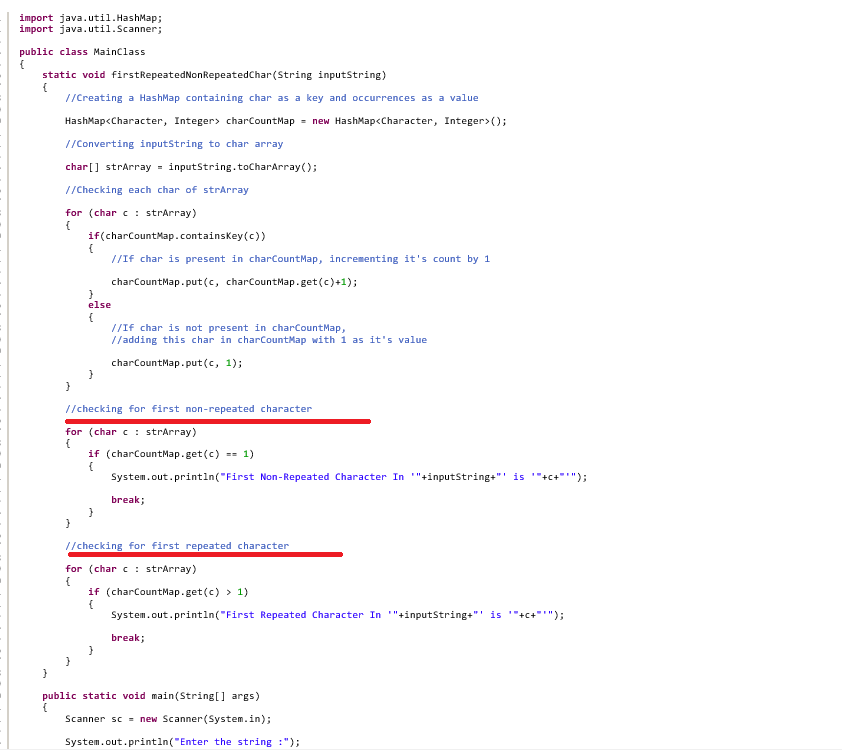 import java.util.HashMap;
import java.util.Scanner;
public class MainClass
{
static void firstRepeatedNonRepeatedChar(String inputString)
{
//Creating a HashMap containing char as a key and occurrences as a value
HashMap<Character, Integer> charCountMap = new HashMap<Character, Integer>();
//Converting inputString to char array
char[] strArray = inputString.toCharArray();
//Checking each char of strArray
for (char c : strArray)
{
if(charCountMap.containsKey(c))
{
//If char is present in charCountMap, incrementing it's count by 1
charCountMap.put(c, charCountMap.get(c)+1);
}
else
{
//If char is not present in charCountMap,
//adding this char in charCountMap with 1 as it's value
charCountMap.put(c, 1);
}
}
//checking for first non-repeated character
for (char c : strArray)
{
if (charCountMap.get(c) == 1)
{
System.out.println("First Non-Repeated Character In '"+inputString+"' is '"+c+"'");
break;
}
}
//checking for first repeated character
for (char c : strArray)
{
if (charCountMap.get(c) > 1)
{
System.out.println("First Repeated Character In '"+inputString+"' is '"+c+"'");
break;
}
}
}
public static void main(String[] args)
{
Scanner sc = new Scanner(System.in);
System.out.println("Enter the string :");